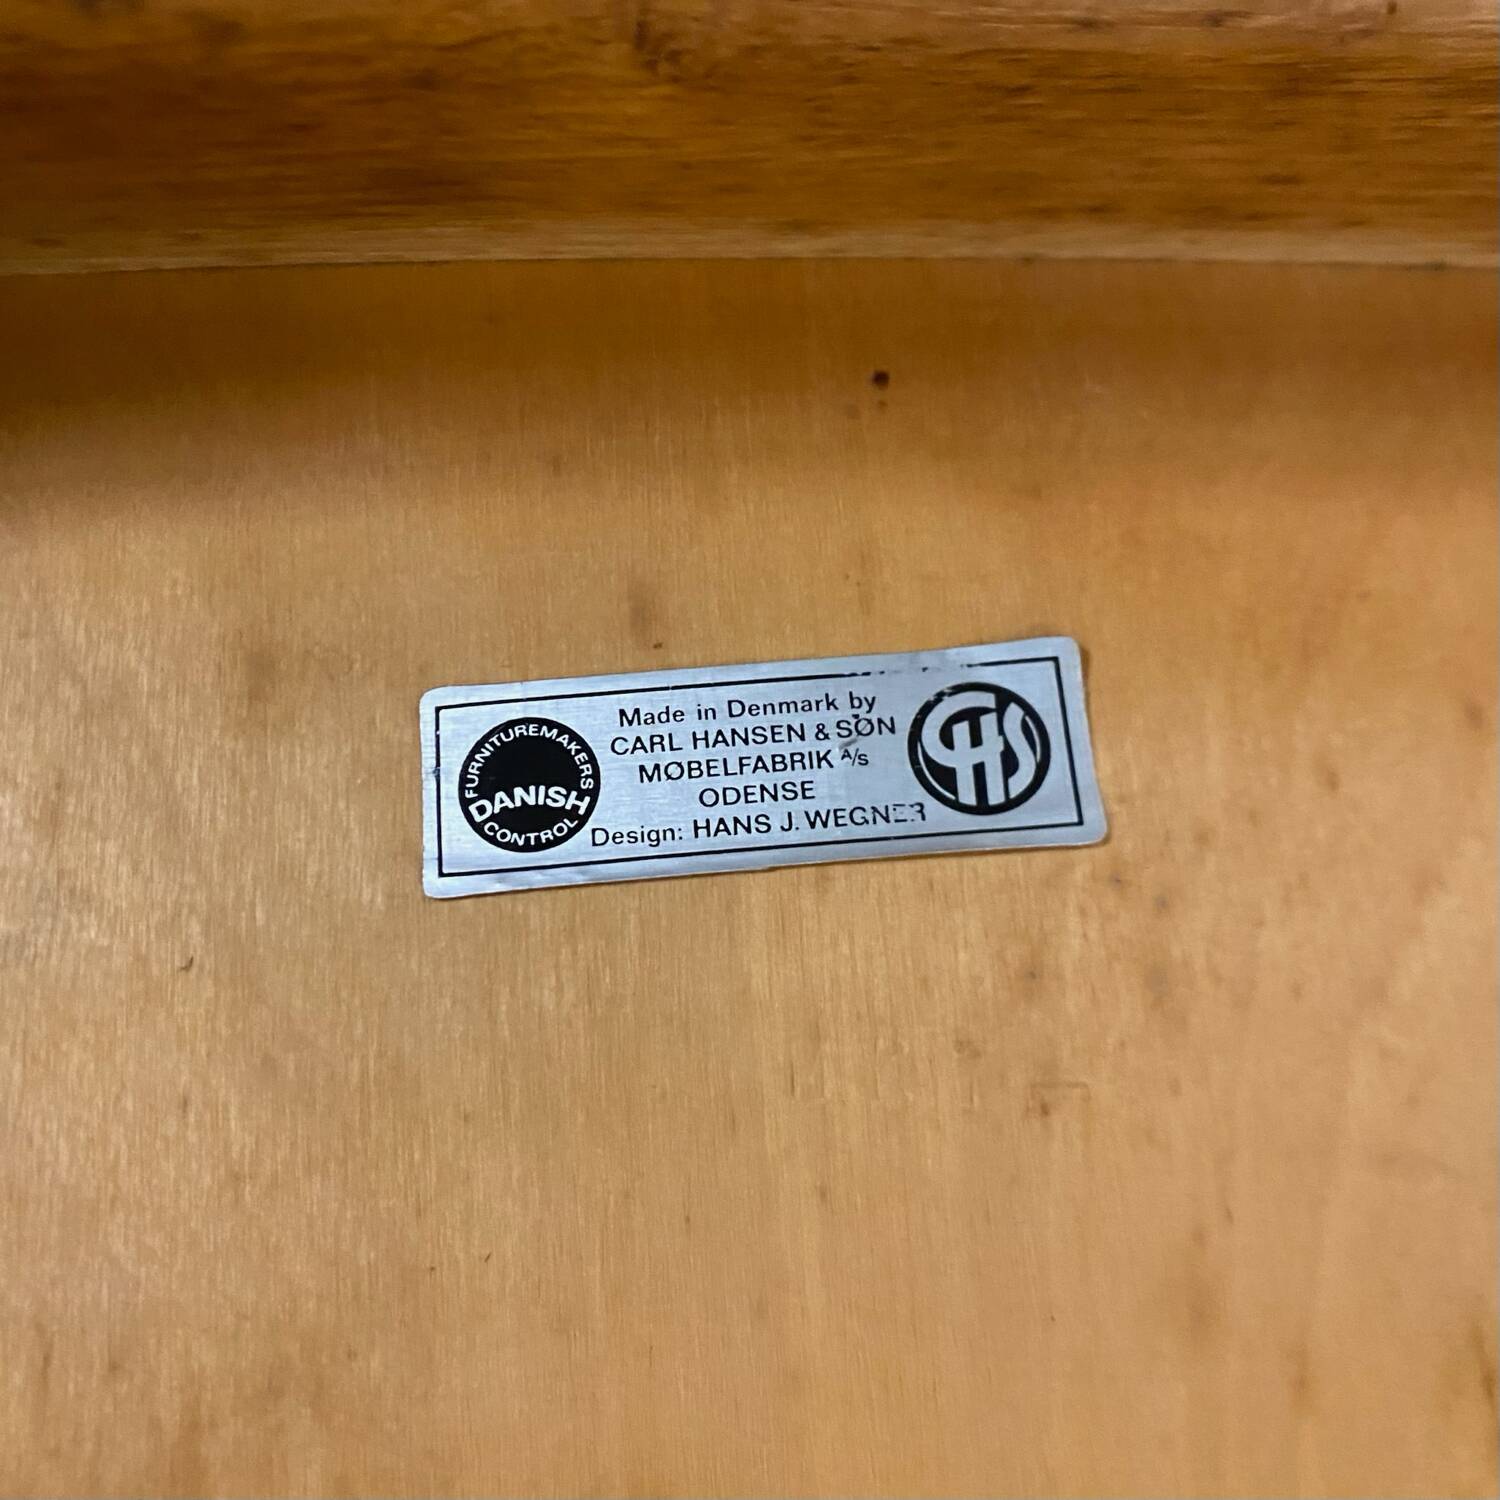 FURNITUREMAKERS
DANISH
CONTROL
Made in Denmark by
CARL HANSEN & SØN
MØBELFABRIK A/s
ODENSE
Design: HANS J. WEGNER
CHS